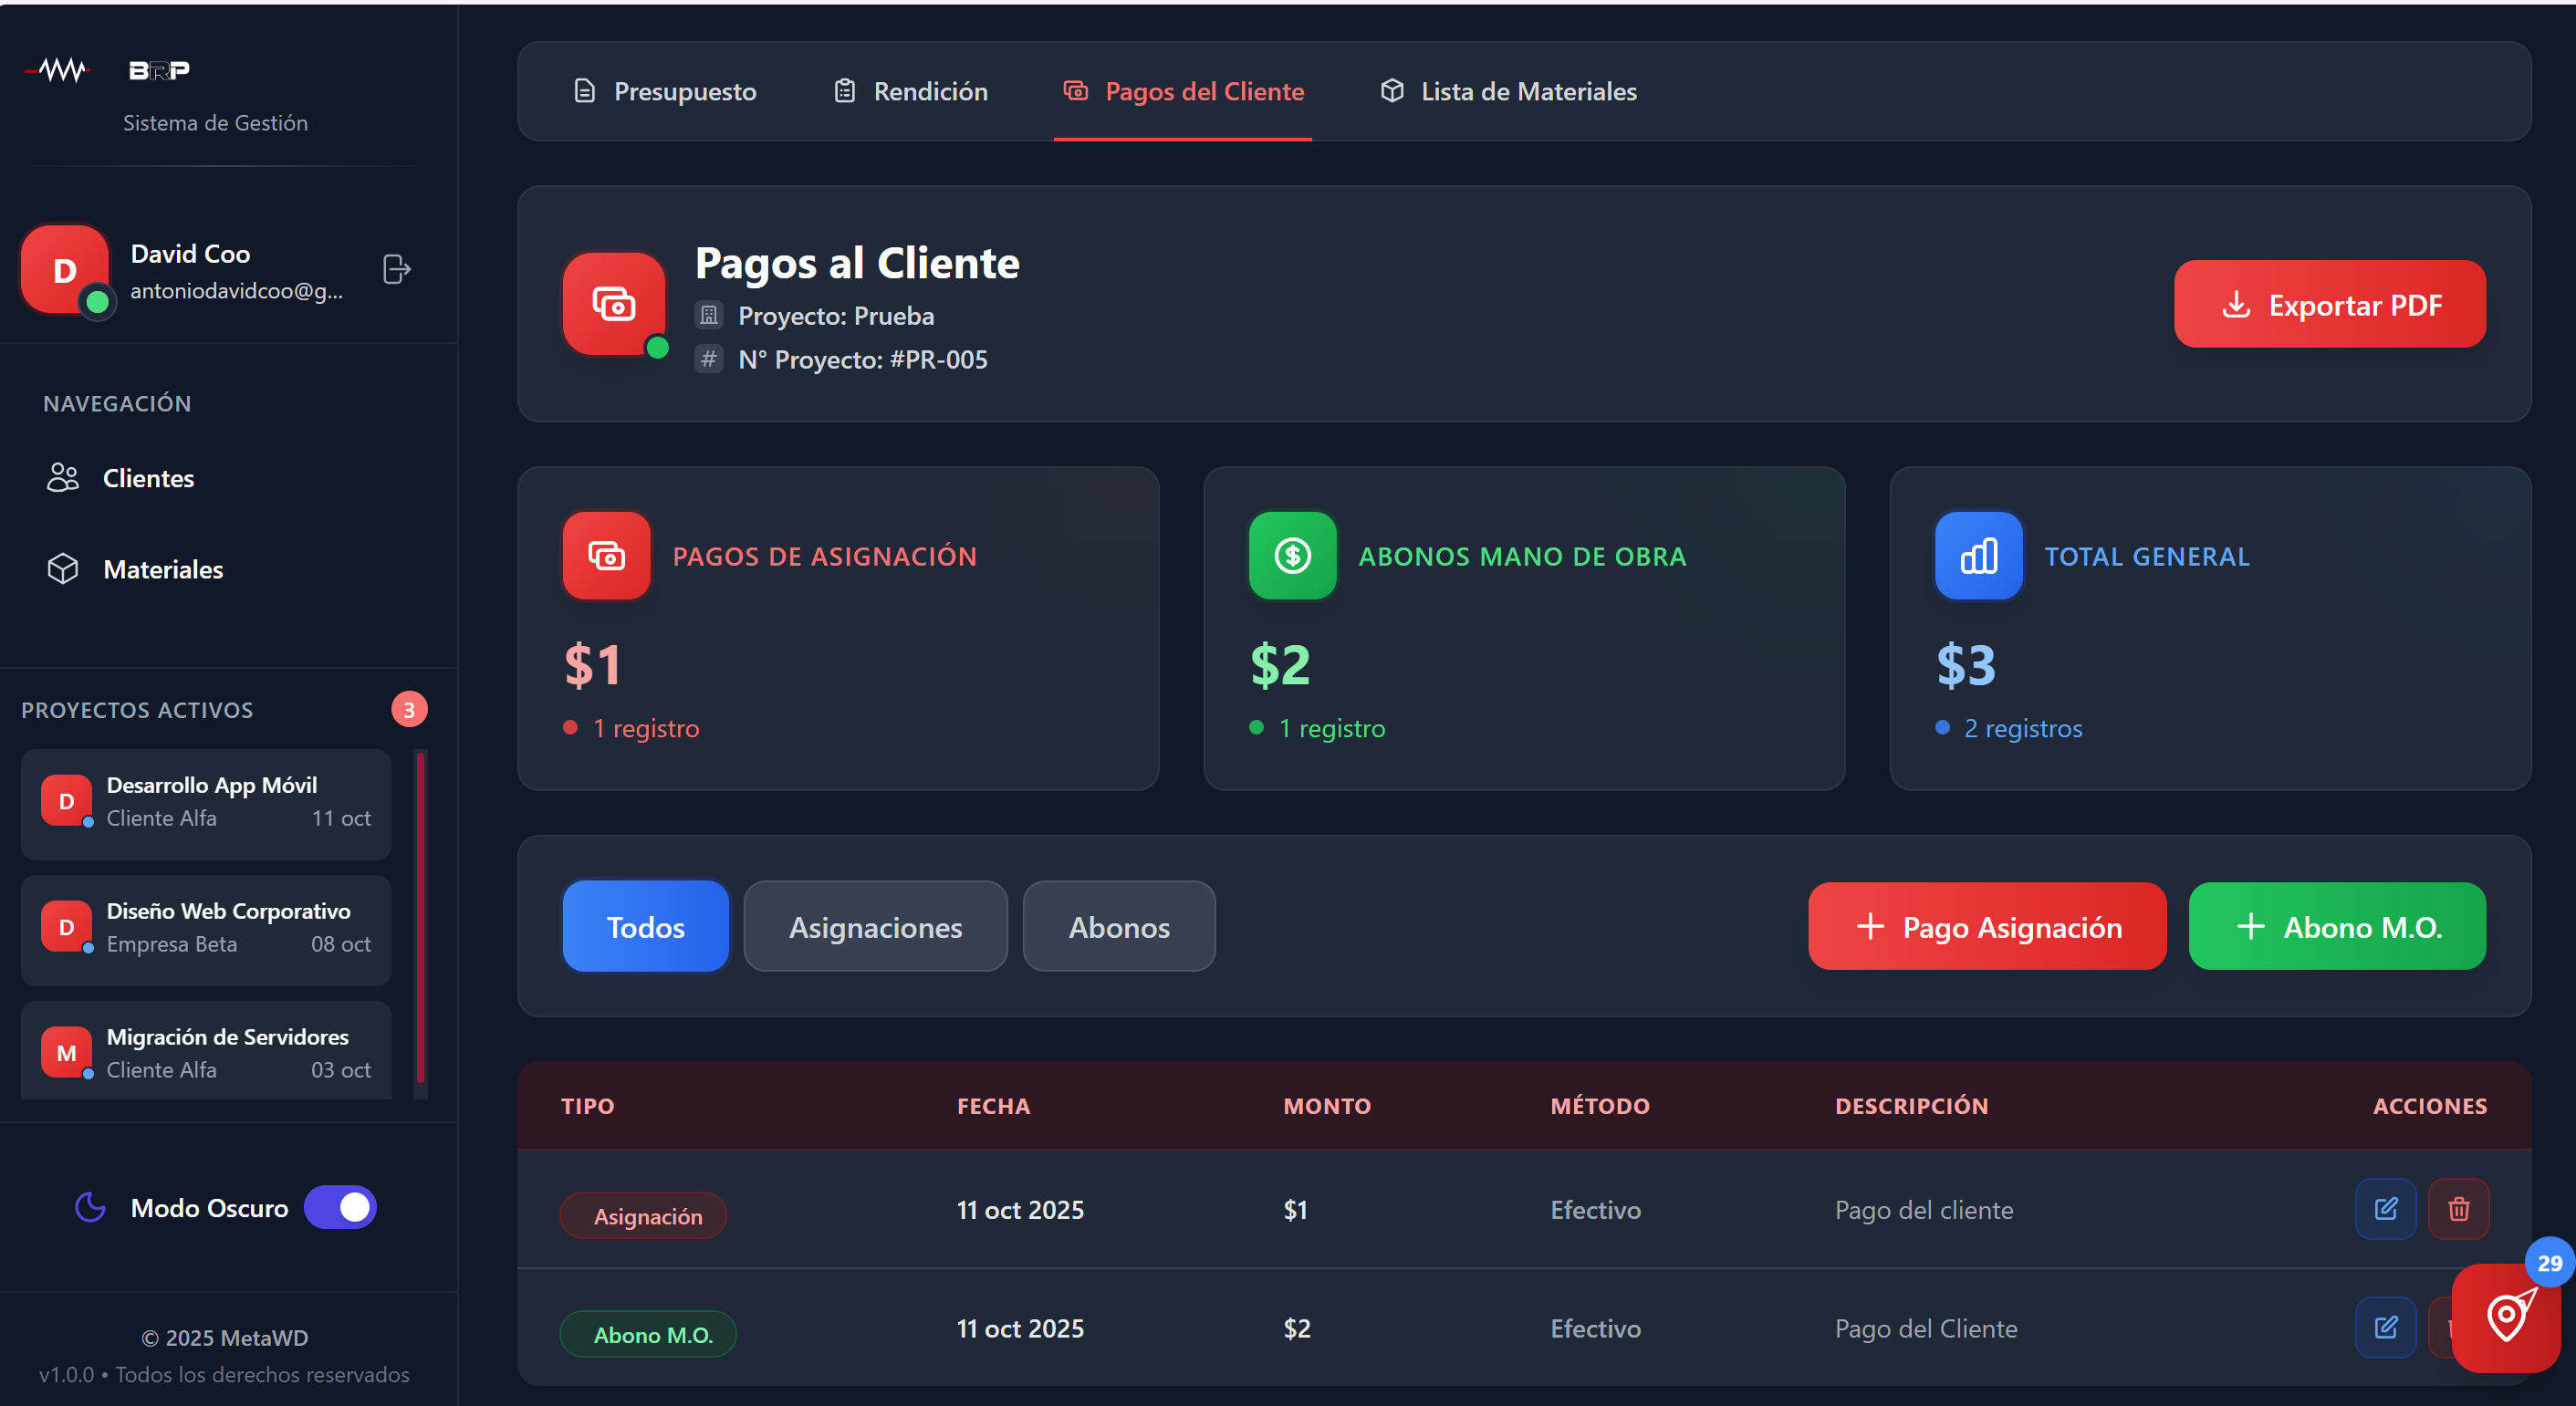 BRP
Sistema de Gestión
D
David Coo
antoniodavidcoo@g...
NAVEGACIÓN
Clientes
Materiales
PROYECTOS ACTIVOS
3
D
Desarrollo App Móvil
Cliente Alfa
11 oct
D
Diseño Web Corporativo
Empresa Beta
08 oct
M
Migración de Servidores
Cliente Alfa
03 oct
Modo Oscuro
© 2025 MetaWD
v1.0.0 • Todos los derechos reservados
Presupuesto
Rendición
Pagos del Cliente
Lista de Materiales
Pagos al Cliente
Proyecto: Prueba
# N° Proyecto: #PR-005
Exportar PDF
PAGOS DE ASIGNACIÓN
$1
1 registro
ABONOS MANO DE OBRA
$2
1 registro
TOTAL GENERAL
$3
2 registros
Todos
Asignaciones
Abonos
+ Pago Asignación
+ Abono M.O.
TIPO FECHA MONTO MÉTODO DESCRIPCIÓN ACCIONES
Asignación 11 oct 2025 $1 Efectivo Pago del cliente
Abono M.O. 11 oct 2025 $2 Efectivo Pago del Cliente
29